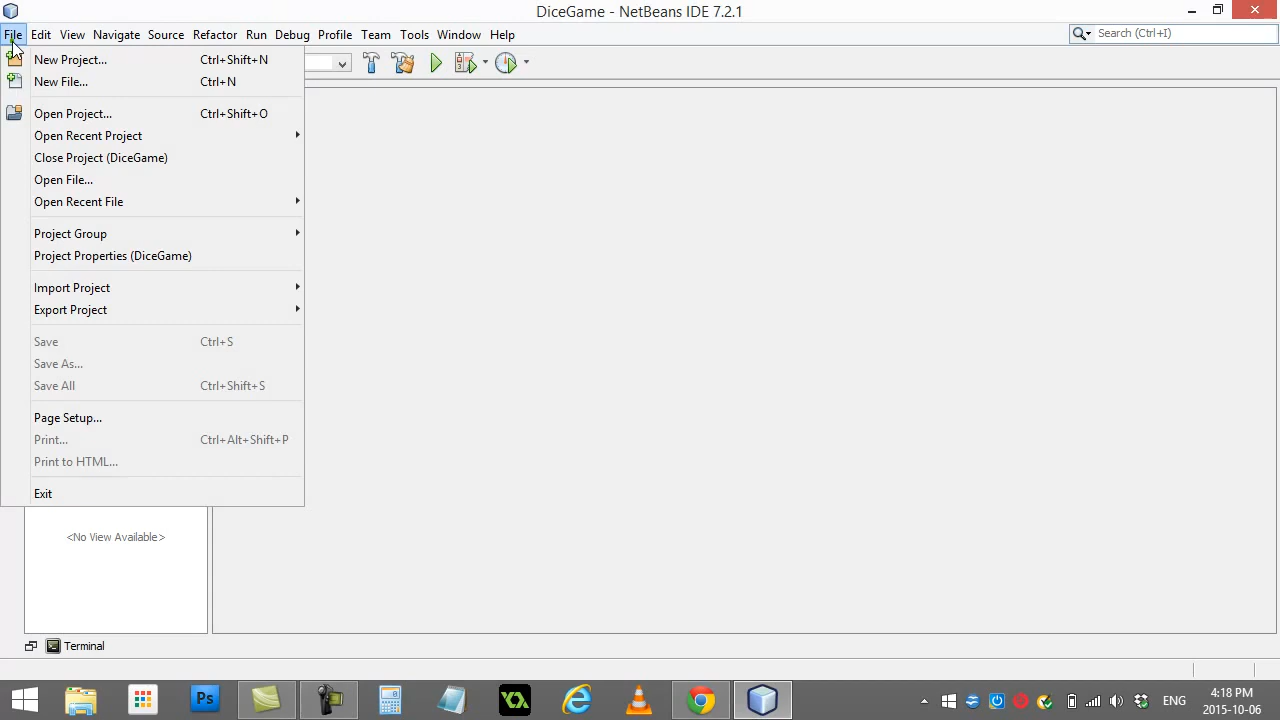 DiceGame - NetBeans IDE 7.2.1
File Edit View Navigate Source Refactor Run Debug Profile Team Tools Window Help
Search (Ctrl+I)
New Project... Ctrl+Shift+N
New File... Ctrl+N
Open Project... Ctrl+Shift+O
Open Recent Project
Close Project (DiceGame)
Open File...
Open Recent File
Project Group
Project Properties (DiceGame)
Import Project
Export Project
Save Ctrl+S
Save As...
Save All Ctrl+Shift+S
Page Setup...
Print... Ctrl+Alt+Shift+P
Print to HTML...
Exit
<No View Available>
Terminal
Ps
ENG
4:18 PM
2015-10-06